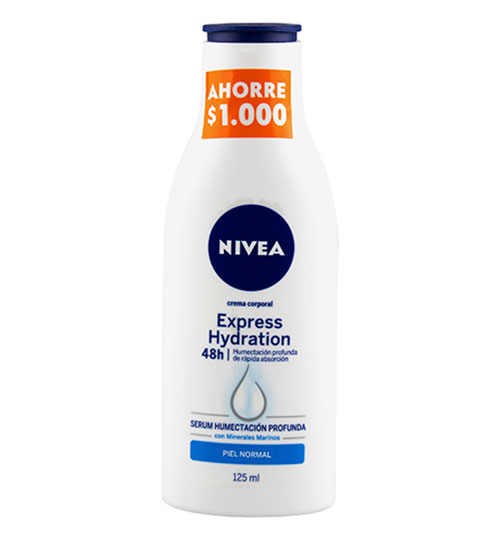 AHORRE
$1.000
NIVEA
crema corporal
Express
Hydration
48h | Humectación profunda
de rápida absorción
SERUM HUMECTACIÓN PROFUNDA
con Minerales Marinos
PIEL NORMAL
125 ml